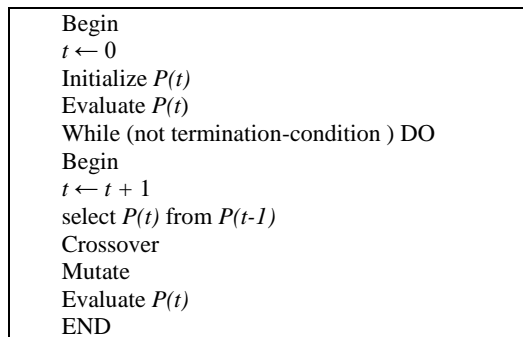 Begin
t ← 0
Initialize P(t)
Evaluate P(t)
While (not termination-condition ) DO
Begin
t ← t + 1
select P(t) from P(t-1)
Crossover
Mutate
Evaluate P(t)
END